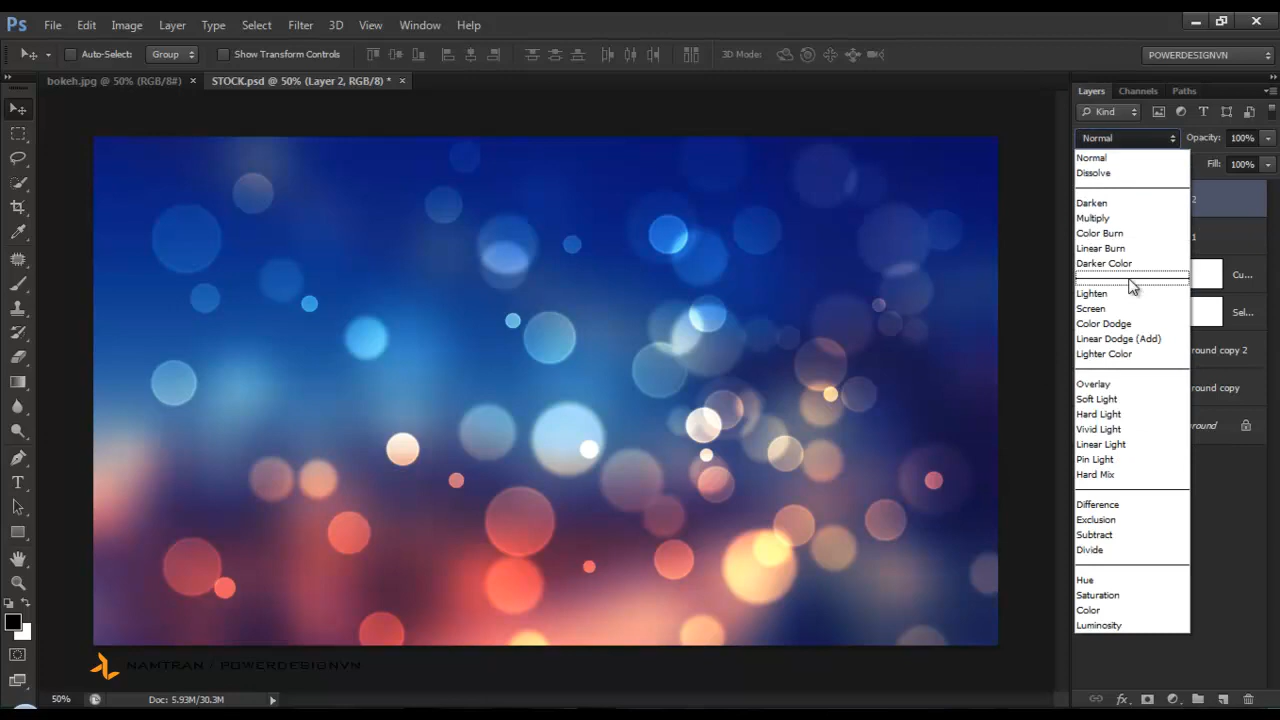 Ps File Edit Image Layer Type Select Filter 3D View Window Help
Auto-Select: Group Show Transform Controls 3D Mode: POWERDESIGNVN
bokeh.jpg @ 50% (RGB/8#) × STOCK.psd @ 50% (Layer 2, RGB/8) * ×
Layers Channels Paths
Kind
Normal Opacity: 100%
Fill: 100%
Normal
Dissolve
Darken
Multiply
Color Burn
Linear Burn
Darker Color
Lighten
Screen
Color Dodge
Linear Dodge (Add)
Lighter Color
Overlay
Soft Light
Hard Light
Vivid Light
Linear Light
Pin Light
Hard Mix
Difference
Exclusion
Subtract
Divide
Hue
Saturation
Color
Luminosity
2
1
Cu...
Sel...
round copy 2
round copy
round
NAMTRAN / POWERDESIGNVN
50% Doc: 5.93M/30.3M